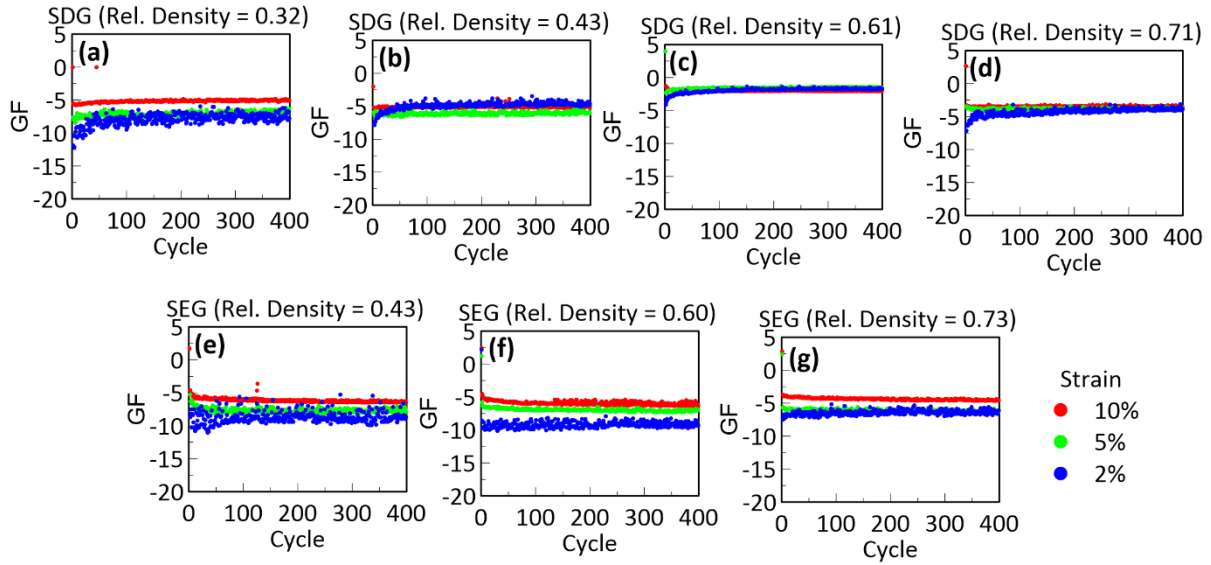 SDG (Rel. Density = 0.32)
(a)
5
0
-5
-10
-15
-20
GF
0 100 200 300 400
Cycle
SDG (Rel. Density = 0.43)
(b)
5
0
-5
-10
-15
-20
GF
0 100 200 300 400
Cycle
SDG (Rel. Density = 0.61)
(c)
5
0
-5
-10
-15
-20
GF
0 100 200 300 400
Cycle
SDG (Rel. Density = 0.71)
(d)
5
0
-5
-10
-15
-20
GF
0 100 200 300 400
Cycle
SEG (Rel. Density = 0.43)
(e)
5
0
-5
-10
-15
-20
GF
0 100 200 300 400
Cycle
SEG (Rel. Density = 0.60)
(f)
5
0
-5
-10
-15
-20
GF
0 100 200 300 400
Cycle
SEG (Rel. Density = 0.73)
(g)
5
0
-5
-10
-15
-20
GF
0 100 200 300 400
Cycle
Strain
10%
5%
2%